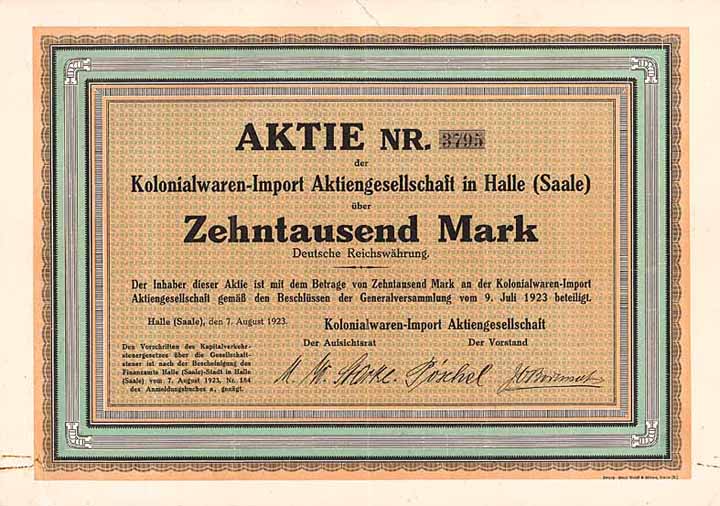 AKTIE NR. 3795
der
Kolonialwaren-Import Aktiengesellschaft in Halle (Saale)
über
Zehntausend Mark
Deutsche Reichswährung.
Der Inhaber dieser Aktie ist mit dem Betrage von Zehntausend Mark an der Kolonialwaren-Import
Aktiengesellschaft gemäß den Beschlüssen der Generalversammlung vom 9. Juli 1923 beteiligt.
Halle (Saale), den 7. August 1923.
Kolonialwaren-Import Aktiengesellschaft
Der Aufsichtsrat Der Vorstand
Den Vorschriften des Kapitalverkehr-
steuergesetzes über die Gesellschaft-
steuer ist nach der Bescheinigung des
Finanzamts Halle (Saale)-Stadt in Halle
(Saale) vom 7. August 1923, Nr. 184
des Anmeldungsbuches a, genügt.
Pöschel